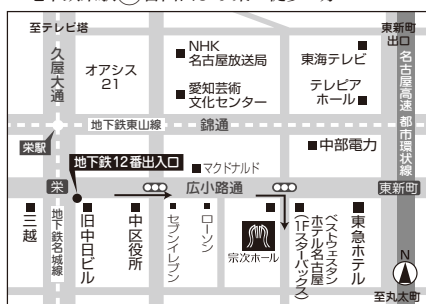 至テレビ塔
久屋大通
オアシス
21
NHK
名古屋放送局
愛知芸術
文化センター
東海テレビ
テレピア
ホール
東新町
出口
名古屋高速 都市環状線
地下鉄東山線
錦通
栄駅
地下鉄12番出入口
マクドナルド
中部電力
栄
広小路通
東新町
三越
地下鉄名城線
旧中日ビル
中区役所
セブンイレブン
ローソン
宗次ホール
ベストウェスタン
ホテル名古屋
(1Fスターバックス)
東急ホテル
N
至丸太町